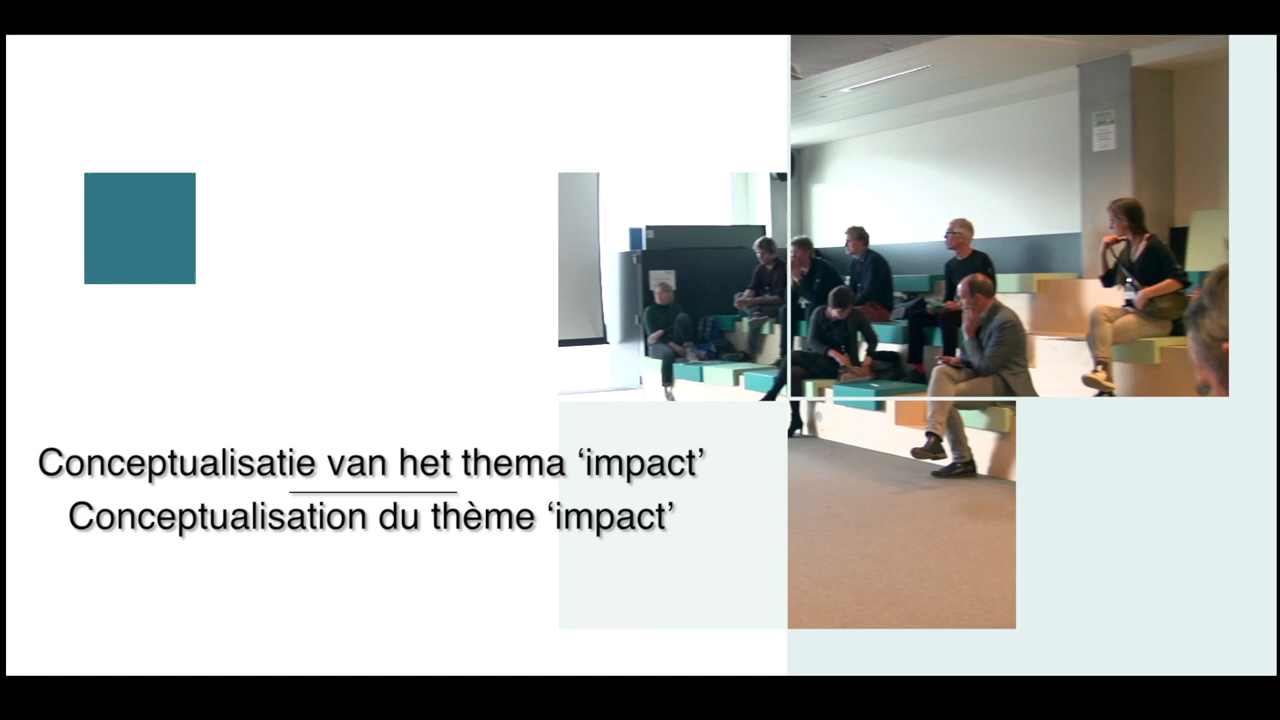 Conceptualisatie van het thema ‘impact’
Conceptualisation du thème ‘impact’